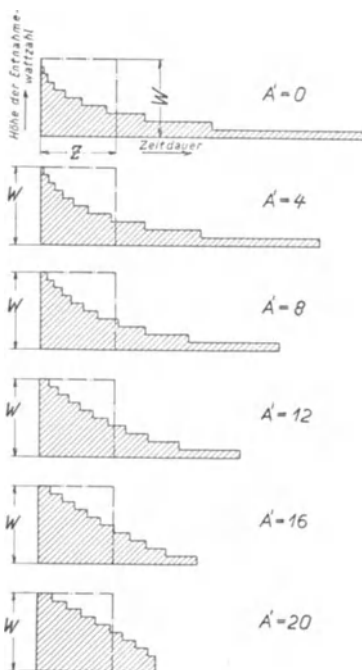 Höhe der Entnahme-
wattzahl
W
A'=0
Z
Zeitdauer
W
A'=4
W
A'=8
W
A'=12
W
A'=16
W
A'=20